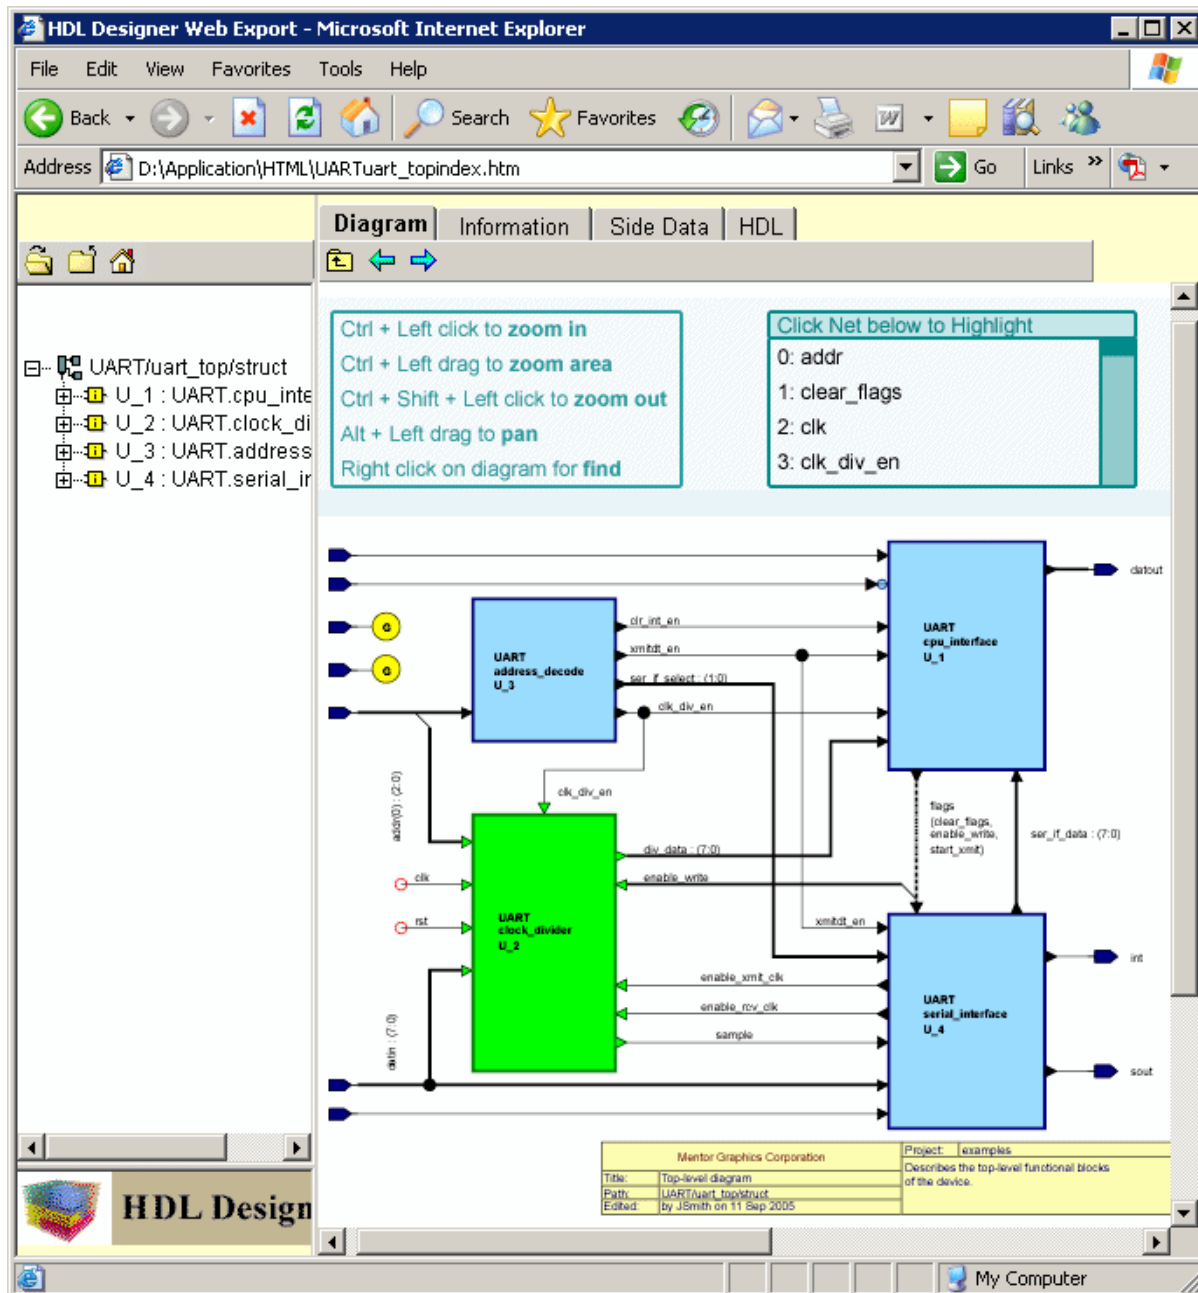 HDL Designer Web Export - Microsoft Internet Explorer
File Edit View Favorites Tools Help
Back Search Favorites
Address D:\Application\HTML\UARTuart_topindex.htm Go Links »
Diagram Information Side Data HDL
Ctrl + Left click to zoom in
Ctrl + Left drag to zoom area
Ctrl + Shift + Left click to zoom out
Alt + Left drag to pan
Right click on diagram for find
Click Net below to Highlight
0: addr
1: clear_flags
2: clk
3: clk_div_en
UART/uart_top/struct
U_1 : UART.cpu_inte
U_2 : UART.clock_di
U_3 : UART.address
U_4 : UART.serial_ir
datout
G
G
UART
address_decode
U_3
clr_int_en
xmitdt_en
ser_if_select : (1:0)
clk_div_en
UART
cpu_interface
U_1
addr(0) : (2:0)
clk_div_en
flags
(clear_flags,
enable_write,
start_xmit)
ser_if_data : (7:0)
div_data : (7:0)
enable_write
clk
rst
UART
clock_divider
U_2
xmitdt_en
enable_xmit_clk
enable_rcv_clk
sample
datin : (7:0)
UART
serial_interface
U_4
int
sout
Mentor Graphics Corporation
Title: Top-level diagram
Path: UART/uart_top/struct
Edited: by JSmith on 11 Sep 2005
Project: examples
Describes the top-level functional blocks
of the device.
HDL Design
My Computer